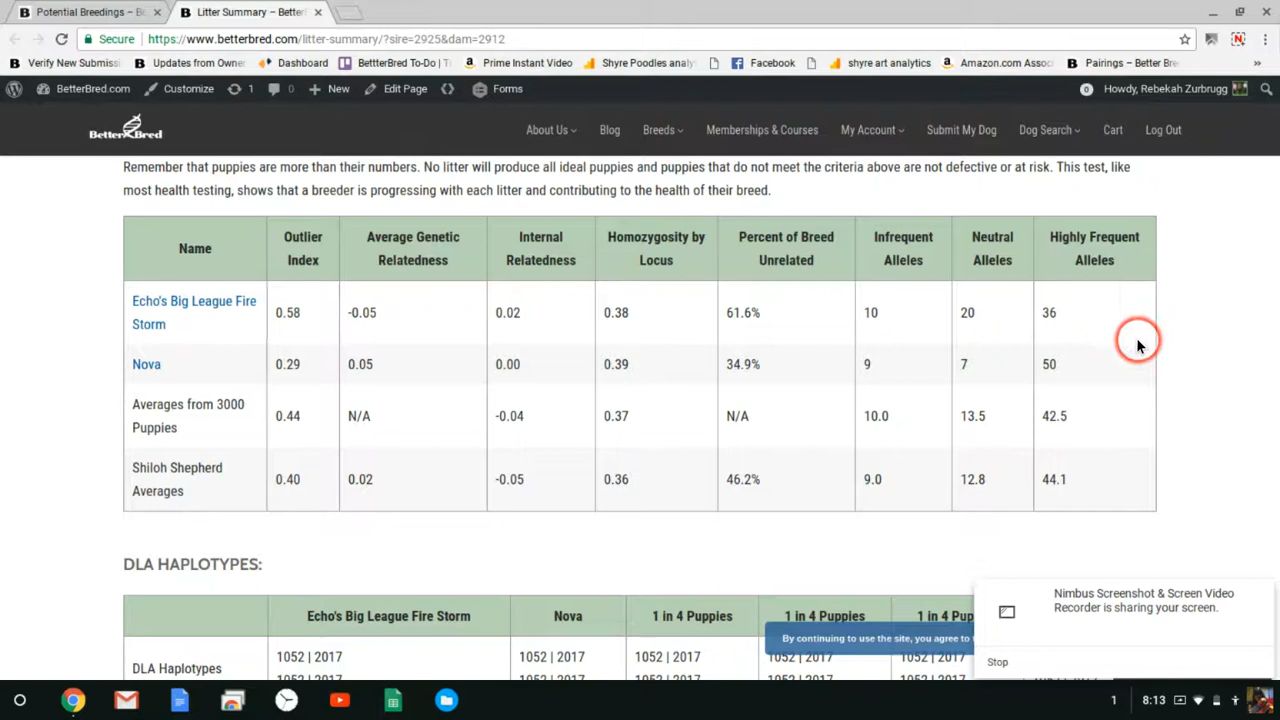 Potential Breedings – Be
Litter Summary – Better
Secure | https://www.betterbred.com/litter-summary/?sire=2925&dam=2912
Verify New Submissi Updates from Owner Dashboard BettterBred To-Do | T Prime Instant Video Shyre Poodles analy Facebook shyre art analytics Amazon.com Assoc Pairings – Better Bre »
BetterBred.com Customize 1 0 New Edit Page Forms 0 Howdy, Rebekah Zurbrugg
Better Bred About Us Blog Breeds Memberships & Courses My Account Submit My Dog Dog Search Cart Log Out
Remember that puppies are more than their numbers. No litter will produce all ideal puppies and puppies that do not meet the criteria above are not defective or at risk. This test, like
most health testing, shows that a breeder is progressing with each litter and contributing to the health of their breed.
Name
Outlier
Index
Average Genetic
Relatedness
Internal
Relatedness
Homozygosity by
Locus
Percent of Breed
Unrelated
Infrequent
Alleles
Neutral
Alleles
Highly Frequent
Alleles
Echo's Big League Fire
Storm
0.58 -0.05 0.02 0.38 61.6% 10 20 36
Nova 0.29 0.05 0.00 0.39 34.9% 9 7 50
Averages from 3000
Puppies
0.44 N/A -0.04 0.37 N/A 10.0 13.5 42.5
Shiloh Shepherd
Averages
0.40 0.02 -0.05 0.36 46.2% 9.0 12.8 44.1
DLA HAPLOTYPES:
Echo's Big League Fire Storm Nova 1 in 4 Puppies 1 in 4 Puppies 1 in 4 Pup
DLA Haplotypes
1052 | 2017 1052 | 2017 1052 | 2017 1052 | 2017 1052 | 2017
By continuing to use the site, you agree to
Nimbus Screenshot & Screen Video
Recorder is sharing your screen.
Stop
1 8:13